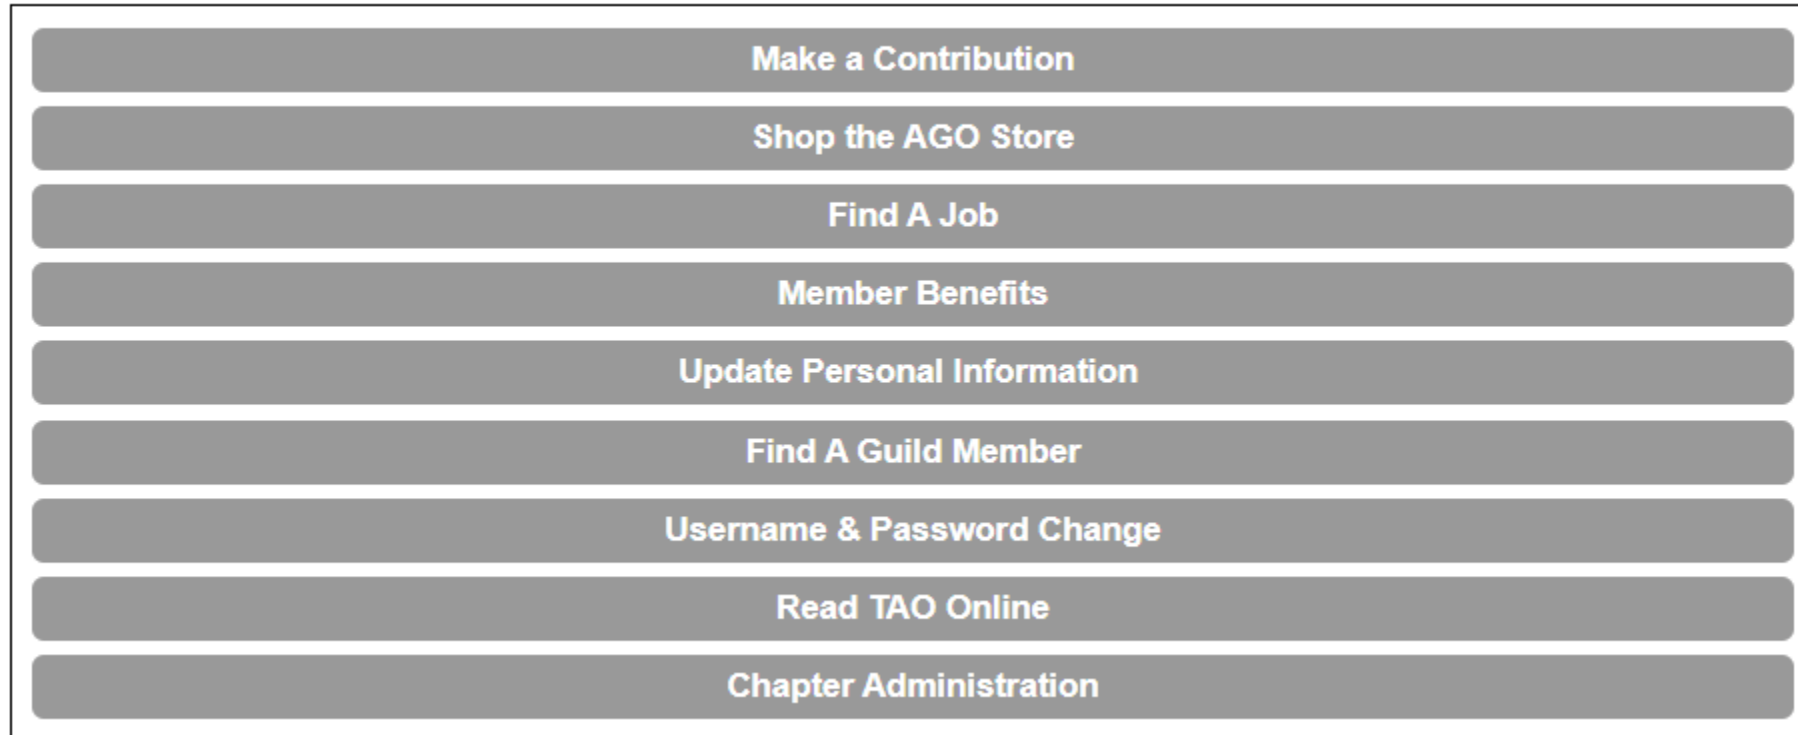 Make a Contribution
Shop the AGO Store
Find A Job
Member Benefits
Update Personal Information
Find A Guild Member
Username & Password Change
Read TAO Online
Chapter Administration